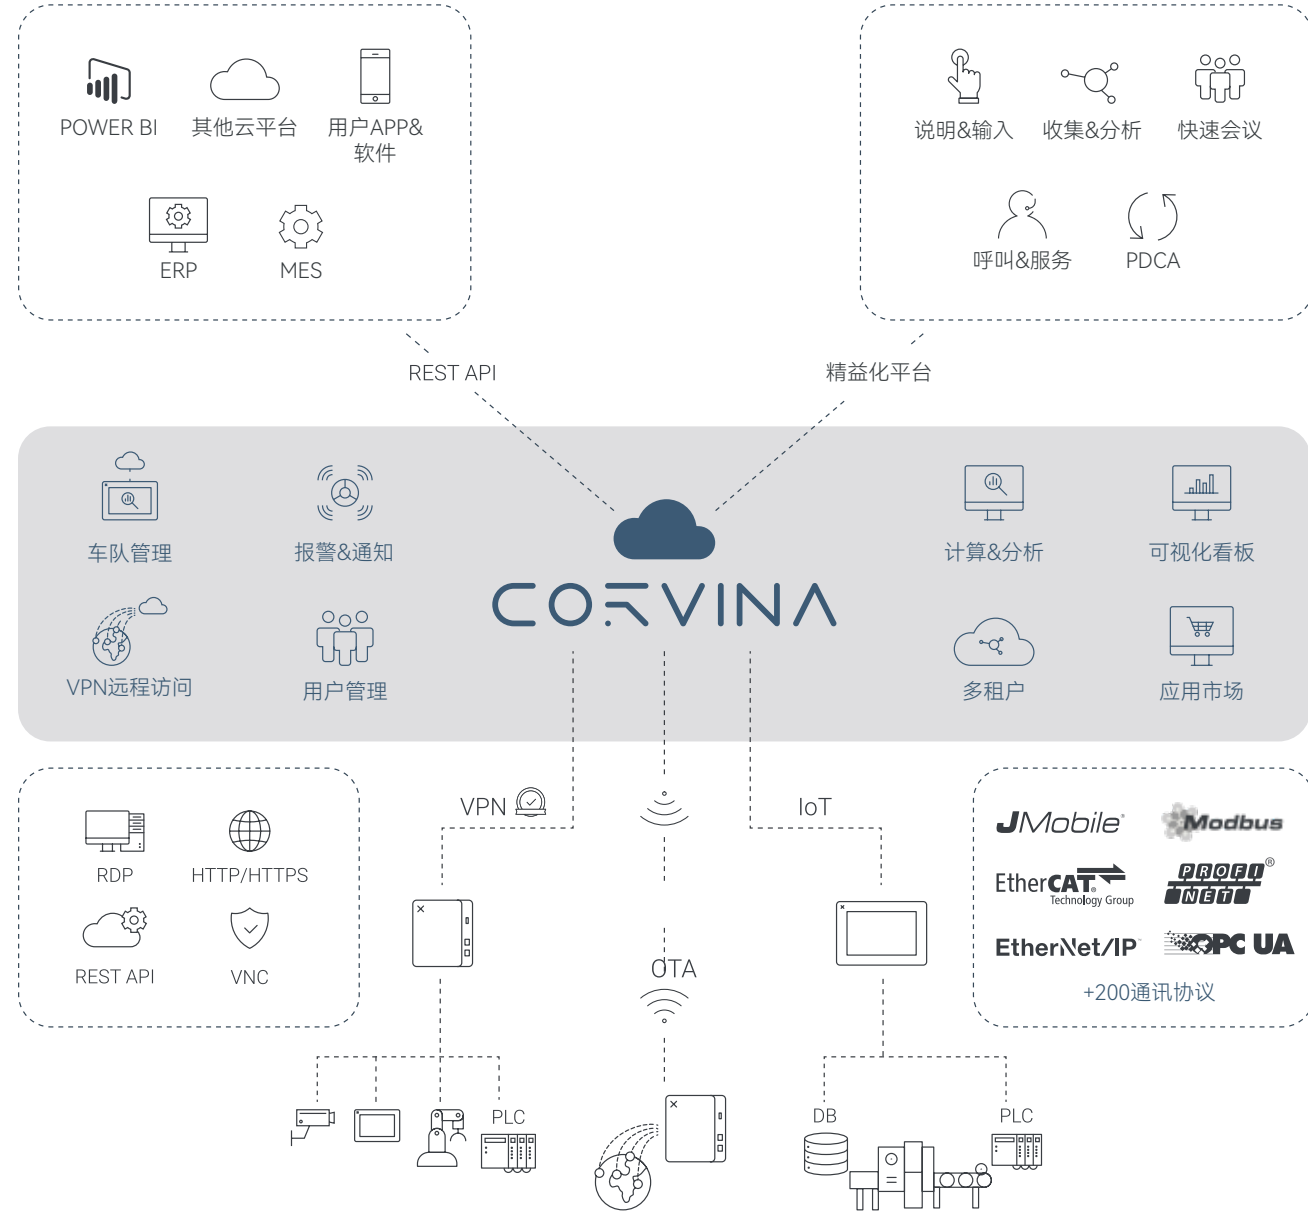 POWER BI
其他云平台
用户APP&
软件
ERP
MES
说明&输入
收集&分析
快速会议
呼叫&服务
PDCA
REST API
精益化平台
车队管理
报警&通知
计算&分析
可视化看板
CORVINA
VPN远程访问
用户管理
多租户
应用市场
RDP
HTTP/HTTPS
REST API
VNC
VPN
IoT
OTA
JMobile
Modbus
EtherCAT®
Technology Group
PROFI®
NET
EtherNet/IP
OPC UA
+200通讯协议
PLC
DB
PLC